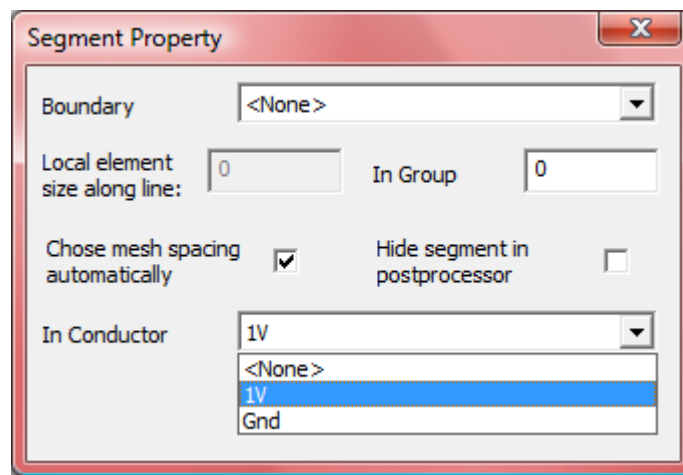 Segment Property
Boundary
<None>
Local element
size along line:
0
In Group
0
Chose mesh spacing
automatically
Hide segment in
postprocessor
In Conductor
1V
<None>
1V
Gnd